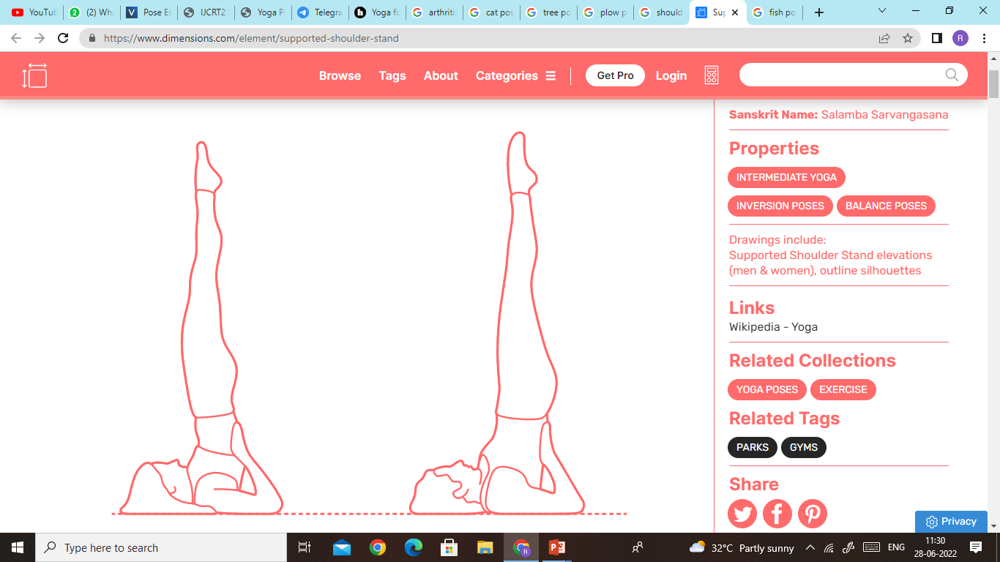 YouTub
(2) Wha
Pose Es
IJCRT21
Yoga Po
Telegra
Yoga fo
arthritis
cat pos
tree po
plow p
should
Sup
fish po
https://www.dimensions.com/element/supported-shoulder-stand
R
Browse Tags About Categories Get Pro Login
Sanskrit Name: Salamba Sarvangasana
Properties
INTERMEDIATE YOGA
INVERSION POSES BALANCE POSES
Drawings include:
Supported Shoulder Stand elevations
(men & women), outline silhouettes
Links
Wikipedia - Yoga
Related Collections
YOGA POSES EXERCISE
Related Tags
PARKS GYMS
Share
Privacy
Type here to search
32°C Partly sunny
ENG
11:30
28-06-2022